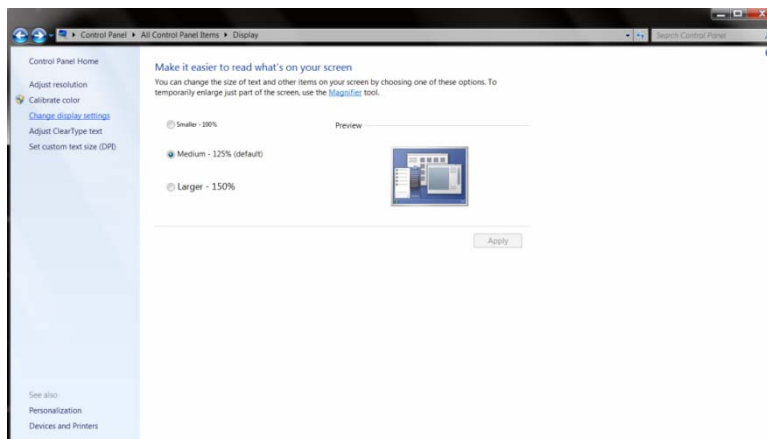 Control Panel ▸ All Control Panel Items ▸ Display
Search Control Panel
Control Panel Home
Adjust resolution
Calibrate color
Change display settings
Adjust ClearType text
Set custom text size (DPI)
Make it easier to read what's on your screen
You can change the size of text and other items on your screen by choosing one of these options. To
temporarily enlarge just part of the screen, use the Magnifier tool.
Smaller - 100%
Preview
Medium - 125% (default)
Larger - 150%
Apply
See also
Personalization
Devices and Printers